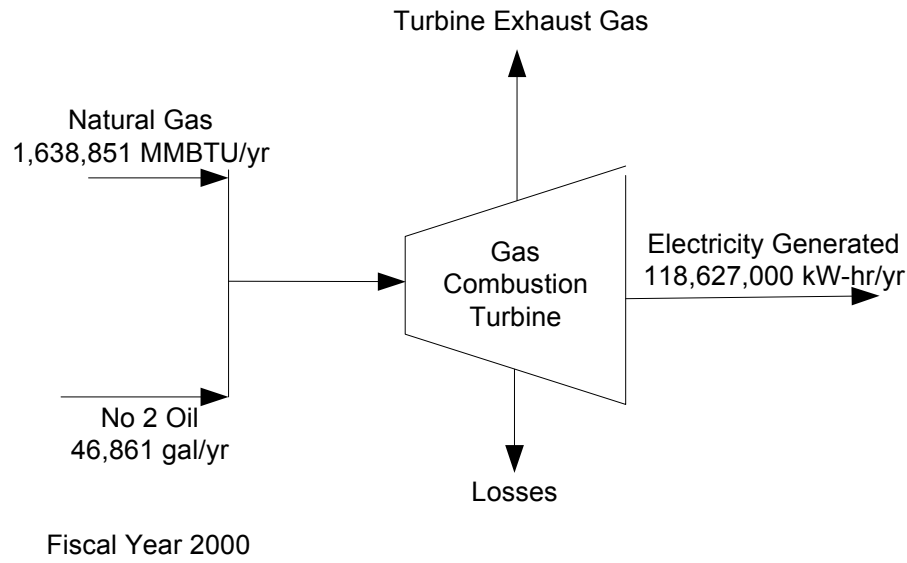 Turbine Exhaust Gas
Natural Gas
1,638,851 MMBTU/yr
Gas
Combustion
Turbine
Electricity Generated
118,627,000 kW-hr/yr
No 2 Oil
46,861 gal/yr
Losses
Fiscal Year 2000